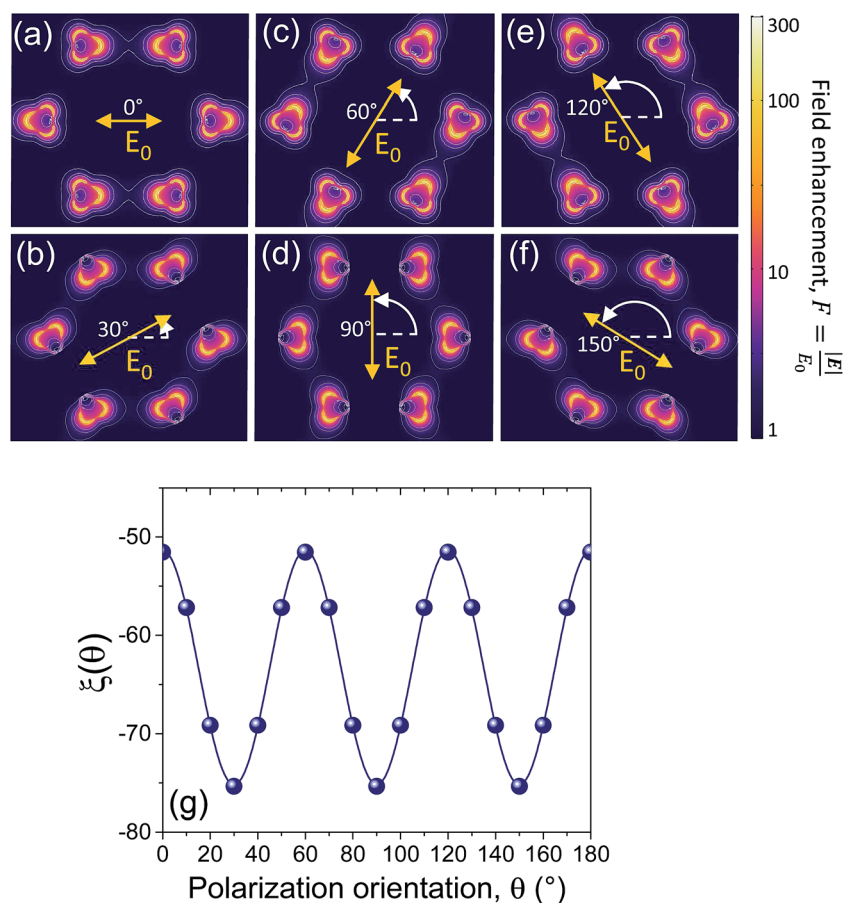 (a)
0°
E0
(c)
60°
E0
(e)
120°
E0
(b)
30°
E0
(d)
90°
E0
(f)
150°
E0
300
100
10
1
Field enhancement, F = |E| / E0
-50
-60
-70
-80
ξ(θ)
(g)
0 20 40 60 80 100 120 140 160 180
Polarization orientation, θ (°)